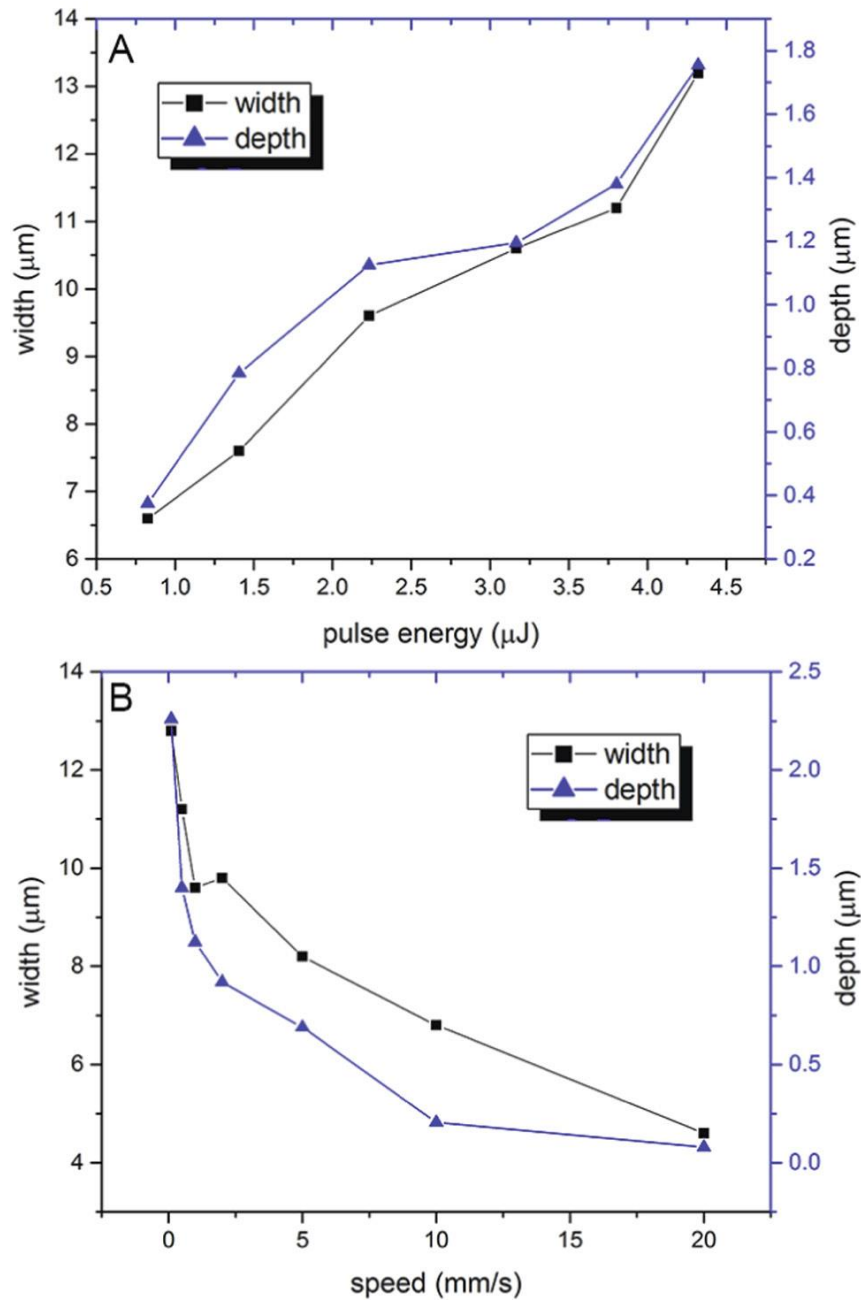 A
width
depth
14
13
12
11
10
9
8
7
6
width (μm)
1.8
1.6
1.4
1.2
1.0
0.8
0.6
0.4
0.2
depth (μm)
0.5 1.0 1.5 2.0 2.5 3.0 3.5 4.0 4.5
pulse energy (μJ)
B
width
depth
14
12
10
8
6
4
width (μm)
2.5
2.0
1.5
1.0
0.5
0.0
depth (μm)
0 5 10 15 20
speed (mm/s)